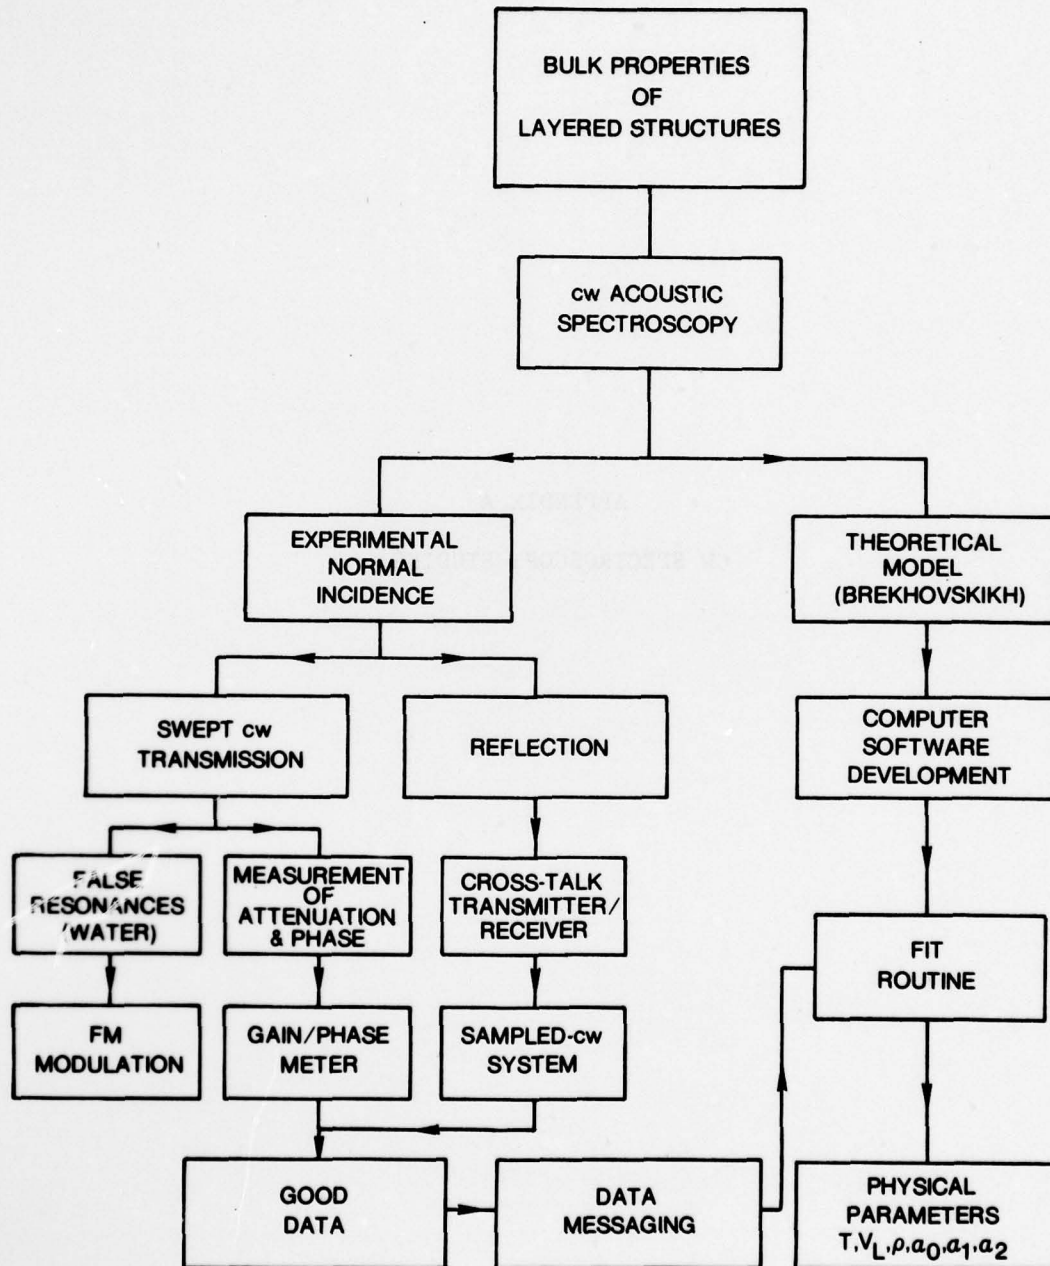 BULK PROPERTIES
OF
LAYERED STRUCTURES
cw ACOUSTIC
SPECTROSCOPY
EXPERIMENTAL
NORMAL
INCIDENCE
THEORETICAL
MODEL
(BREKHOVSKIKH)
SWEPT cw
TRANSMISSION
REFLECTION
COMPUTER
SOFTWARE
DEVELOPMENT
FALSE
RESONANCES
(WATER)
MEASUREMENT
OF
ATTENUATION
& PHASE
CROSS-TALK
TRANSMITTER/
RECEIVER
FIT
ROUTINE
FM
MODULATION
GAIN/PHASE
METER
SAMPLED-cw
SYSTEM
GOOD
DATA
DATA
MESSAGING
PHYSICAL
PARAMETERS
T,V_L,ρ,a_0,a_1,a_2